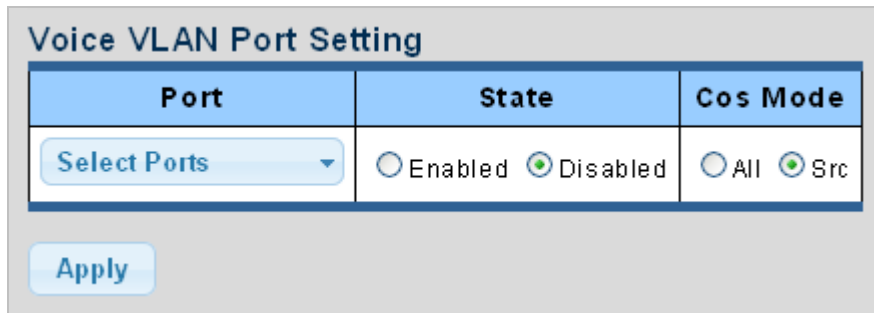 Voice VLAN Port Setting
Port State Cos Mode
Select Ports Enabled Disabled All Src
Apply